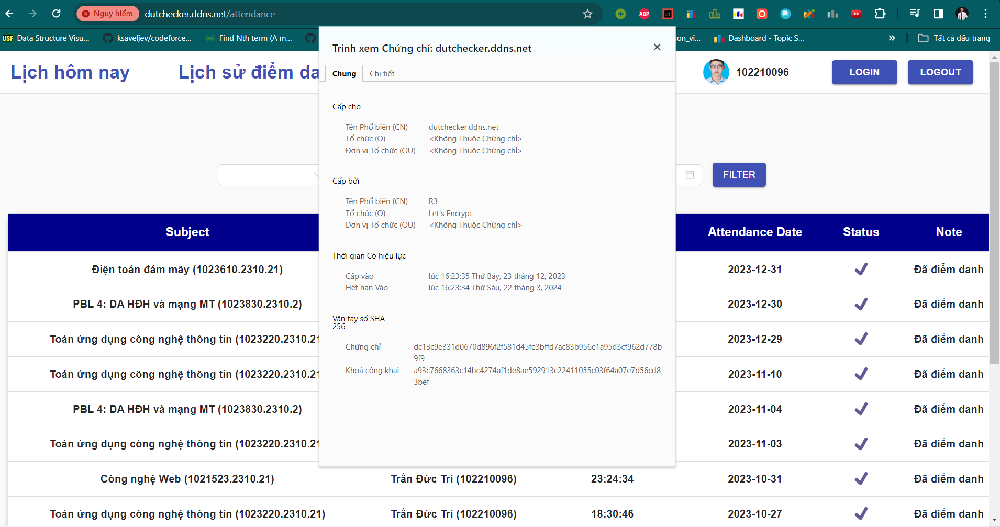 Nguy hiểm dutchecker.ddns.net/attendance
ABP
USF Data Structure Visu... ksaveljev/codeforce... Find Nth term (A m... on_vi... Dashboard - Topic S... » Tất cả dấu trang
Lịch hôm nay Lịch sử điểm da 102210096 LOGIN LOGOUT
Trình xem Chứng chỉ: dutchecker.ddns.net
Chung Chi tiết
Cấp cho
Tên Phổ biến (CN) dutchecker.ddns.net
Tổ chức (O) <Không Thuộc Chứng chỉ>
Đơn vị Tổ chức (OU) <Không Thuộc Chứng chỉ>
S FILTER
Cấp bởi
Tên Phổ biến (CN) R3
Tổ chức (O) Let's Encrypt
Đơn vị Tổ chức (OU) <Không Thuộc Chứng chỉ>
Thời gian Có hiệu lực
Cấp vào lúc 16:23:35 Thứ Bảy, 23 tháng 12, 2023
Hết hạn Vào lúc 16:23:34 Thứ Sáu, 22 tháng 3, 2024
Vân tay số SHA-
256
Chứng chỉ dc13c9e331d0670d896f2f581d45fe3bffd7ac83b956e1a95d3cf962d778b
9f9
Khoá công khai a93c7668363c14bc4274af1de8ae592913c22411055c03f64a07e7d56cd8
3bef
Subject Attendance Date Status Note
Điện toán đám mây (1023610.2310.21) 2023-12-31 Đã điểm danh
PBL 4: DA HĐH và mạng MT (1023830.2310.2) 2023-12-30 Đã điểm danh
Toán ứng dụng công nghệ thông tin (1023220.2310.21 2023-12-29 Đã điểm danh
Toán ứng dụng công nghệ thông tin (1023220.2310.21 2023-11-10 Đã điểm danh
PBL 4: DA HĐH và mạng MT (1023830.2310.2) 2023-11-04 Đã điểm danh
Toán ứng dụng công nghệ thông tin (1023220.2310.21 2023-11-03 Đã điểm danh
Công nghệ Web (1021523.2310.21) Trần Đức Trí (102210096) 23:24:34 2023-10-31 Đã điểm danh
Toán ứng dụng công nghệ thông tin (1023220.2310.21) Trần Đức Trí (102210096) 18:30:46 2023-10-27 Đã điểm danh